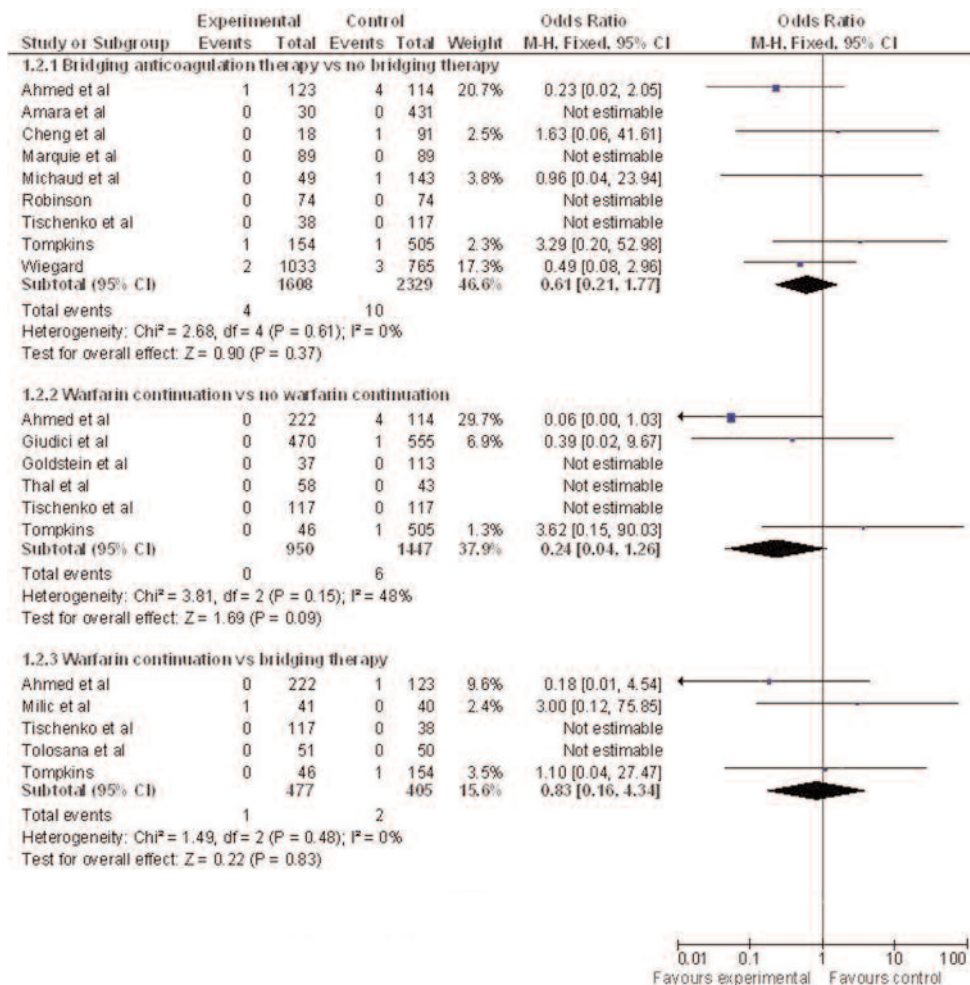 Experimental Control Odds Ratio Odds Ratio
Study or Subgroup Events Total Events Total Weight M-H, Fixed, 95% CI M-H, Fixed, 95% CI
1.2.1 Bridging anticoagulation therapy vs no bridging therapy
Ahmed et al 1 123 4 114 20.7% 0.23 [0.02, 2.05]
Amara et al 0 30 0 431 Not estimable
Cheng et al 0 18 1 91 2.5% 1.63 [0.06, 41.61]
Marquie et al 0 89 0 89 Not estimable
Michaud et al 0 49 1 143 3.8% 0.96 [0.04, 23.94]
Robinson 0 74 0 74 Not estimable
Tischenko et al 0 38 0 117 Not estimable
Tompkins 1 154 1 505 2.3% 3.29 [0.20, 52.98]
Wiegard 2 1033 3 765 17.3% 0.49 [0.08, 2.96]
Subtotal (95% CI) 1608 2329 46.6% 0.61 [0.21, 1.77]
Total events 4 10
Heterogeneity: Chi² = 2.68, df = 4 (P = 0.61); I² = 0%
Test for overall effect: Z = 0.90 (P = 0.37)
1.2.2 Warfarin continuation vs no warfarin continuation
Ahmed et al 0 222 4 114 29.7% 0.06 [0.00, 1.03]
Giudici et al 0 470 1 555 6.9% 0.39 [0.02, 9.67]
Goldstein et al 0 37 0 113 Not estimable
Thal et al 0 58 0 43 Not estimable
Tischenko et al 0 117 0 117 Not estimable
Tompkins 0 46 1 505 1.3% 3.62 [0.15, 90.03]
Subtotal (95% CI) 950 1447 37.9% 0.24 [0.04, 1.26]
Total events 0 6
Heterogeneity: Chi² = 3.81, df = 2 (P = 0.15); I² = 48%
Test for overall effect: Z = 1.69 (P = 0.09)
1.2.3 Warfarin continuation vs bridging therapy
Ahmed et al 0 222 1 123 9.6% 0.18 [0.01, 4.54]
Milic et al 1 41 0 40 2.4% 3.00 [0.12, 75.85]
Tischenko et al 0 117 0 38 Not estimable
Tolosana et al 0 51 0 50 Not estimable
Tompkins 0 46 1 154 3.5% 1.10 [0.04, 27.47]
Subtotal (95% CI) 477 405 15.6% 0.83 [0.16, 4.34]
Total events 1 2
Heterogeneity: Chi² = 1.49, df = 2 (P = 0.48); I² = 0%
Test for overall effect: Z = 0.22 (P = 0.83)
0.01 0.1 1 10 100
Favours experimental Favours control